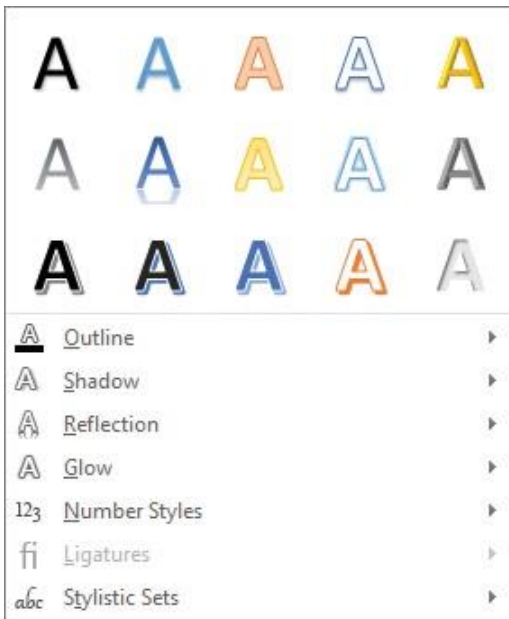 A A A A A
A A A A A
A A A A A
A Outline
A Shadow
A Reflection
A Glow
123 Number Styles
fi Ligatures
abc Stylistic Sets